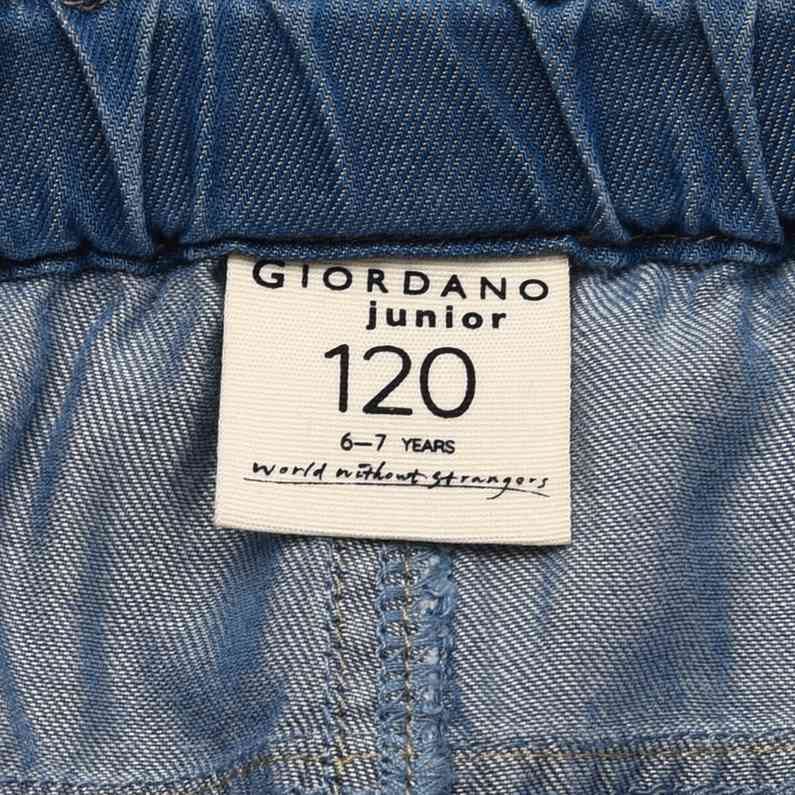 GIORDANO
junior
120
6–7 YEARS
world without strangers